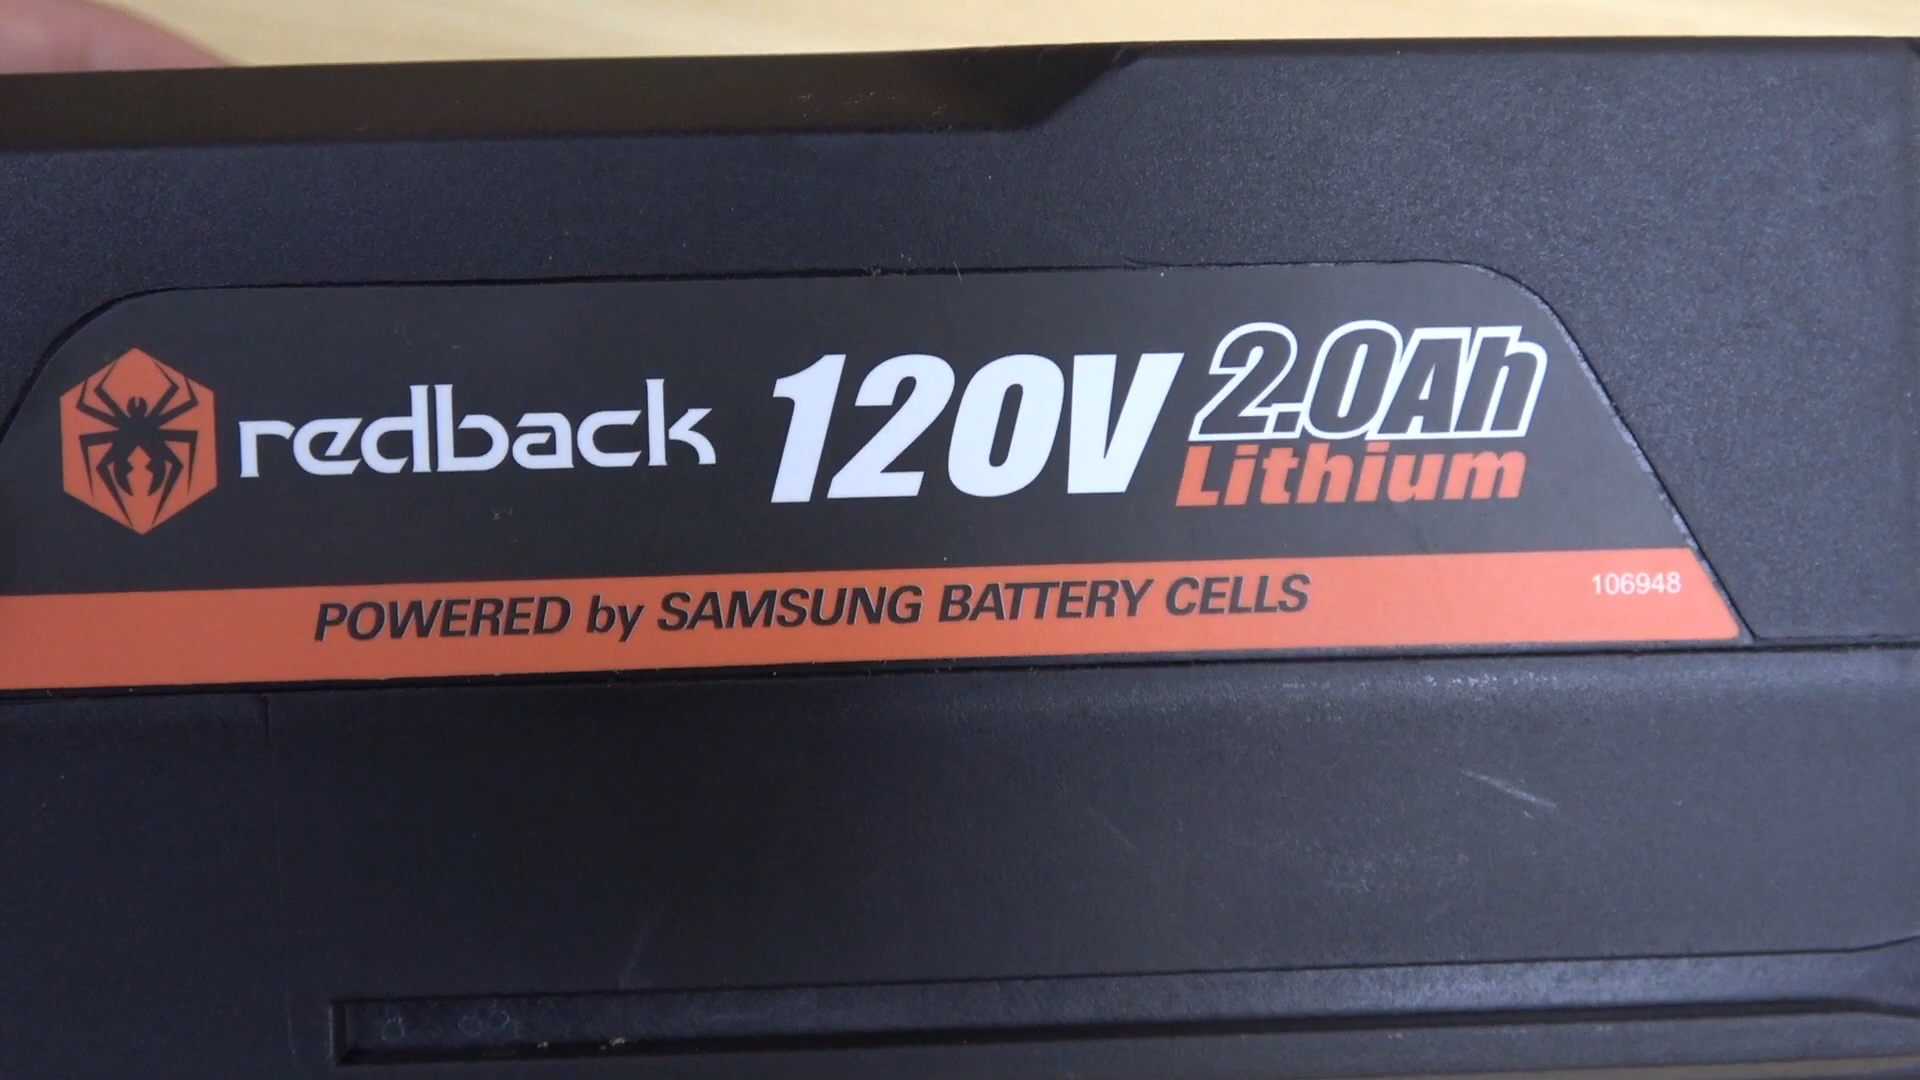 redback 120V 2.0Ah
Lithium
POWERED by SAMSUNG BATTERY CELLS
106948